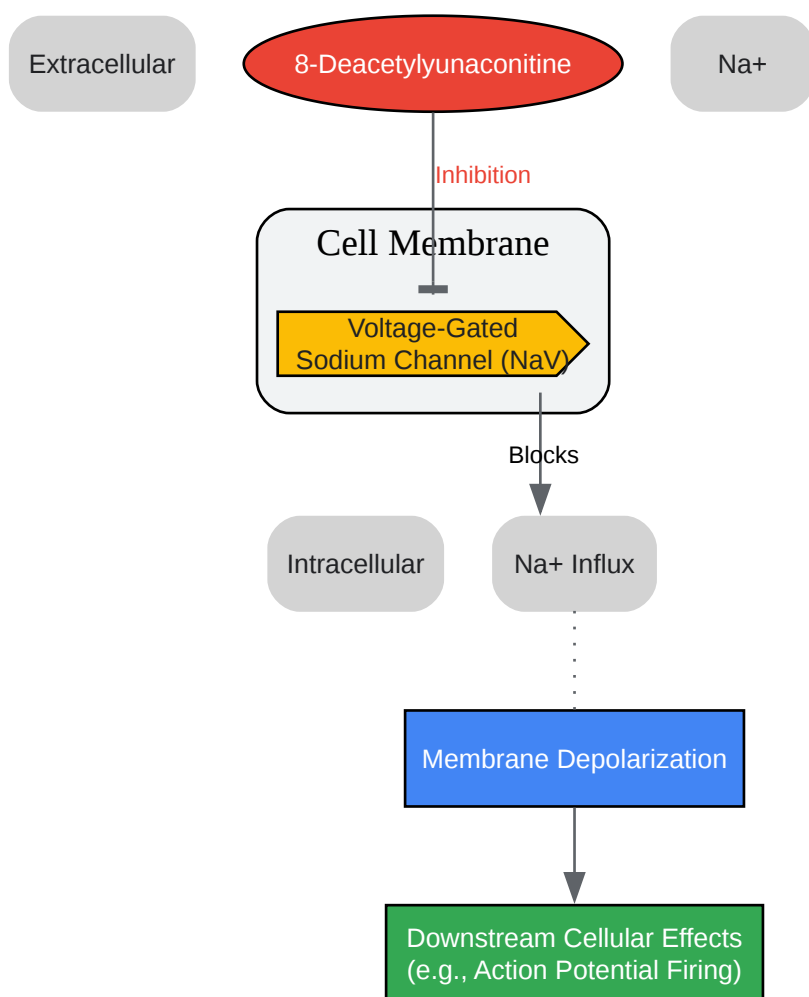 Extracellular
8-Deacetylyunaconitine
Na+
Inhibition
Cell Membrane
Voltage-Gated
Sodium Channel (NaV)
Blocks
Intracellular
Na+ Influx
Membrane Depolarization
Downstream Cellular Effects
(e.g., Action Potential Firing)